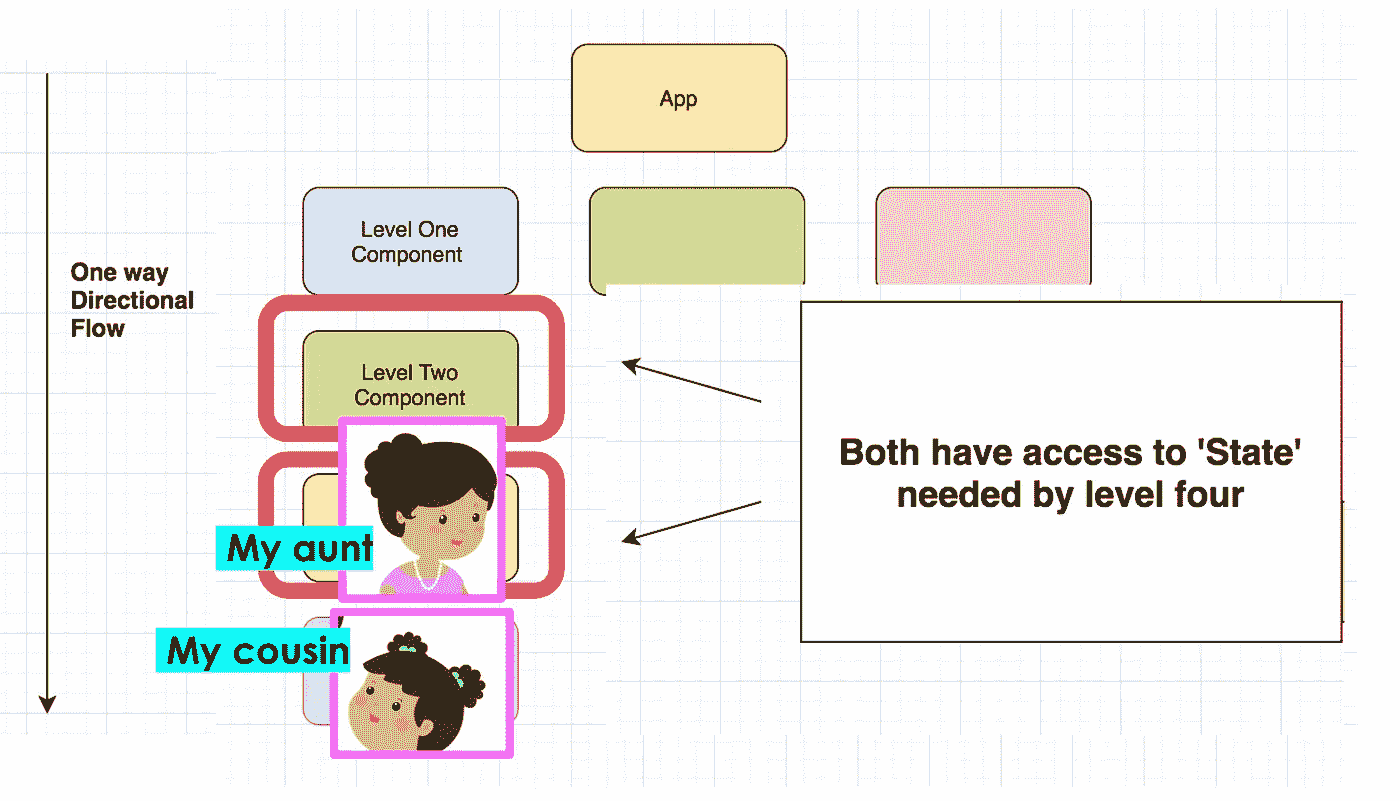 App
Level One
Component
One way
Directional
Flow
Level Two
Component
Both have access to 'State'
needed by level four
My aunt
My cousin